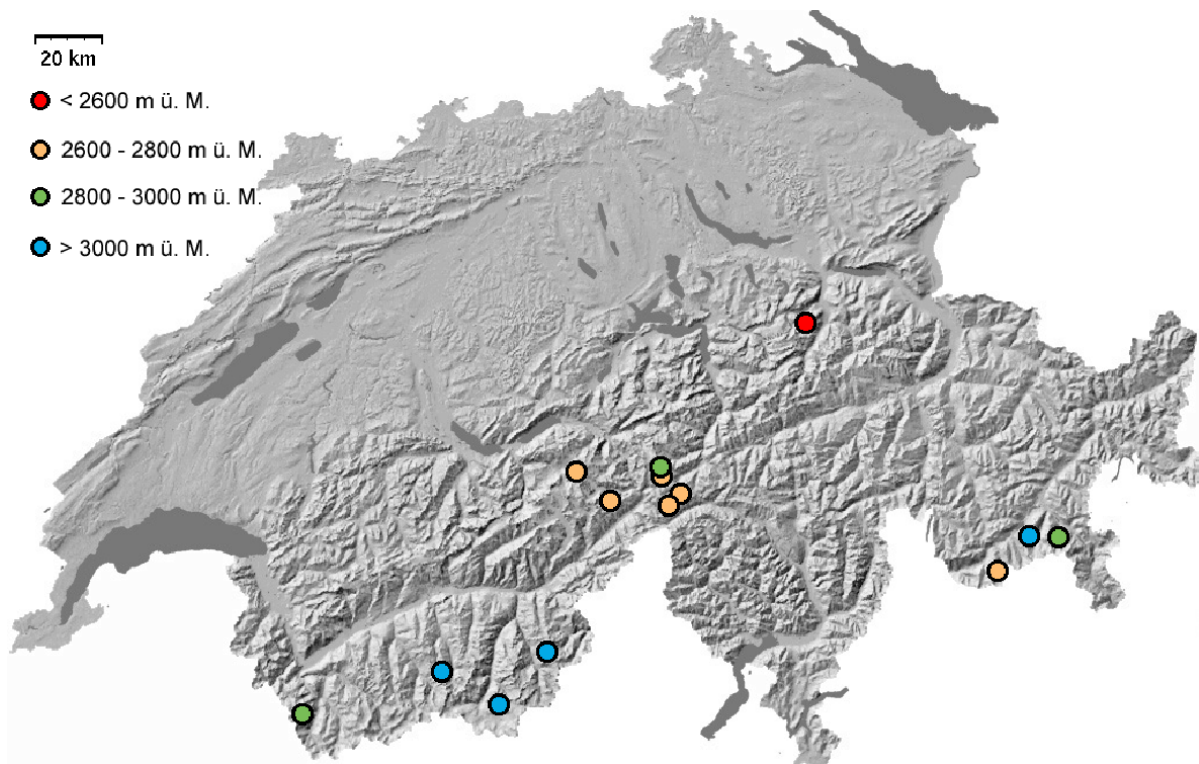 20 km
< 2600 m ü. M.
2600 - 2800 m ü. M.
2800 - 3000 m ü. M.
> 3000 m ü. M.